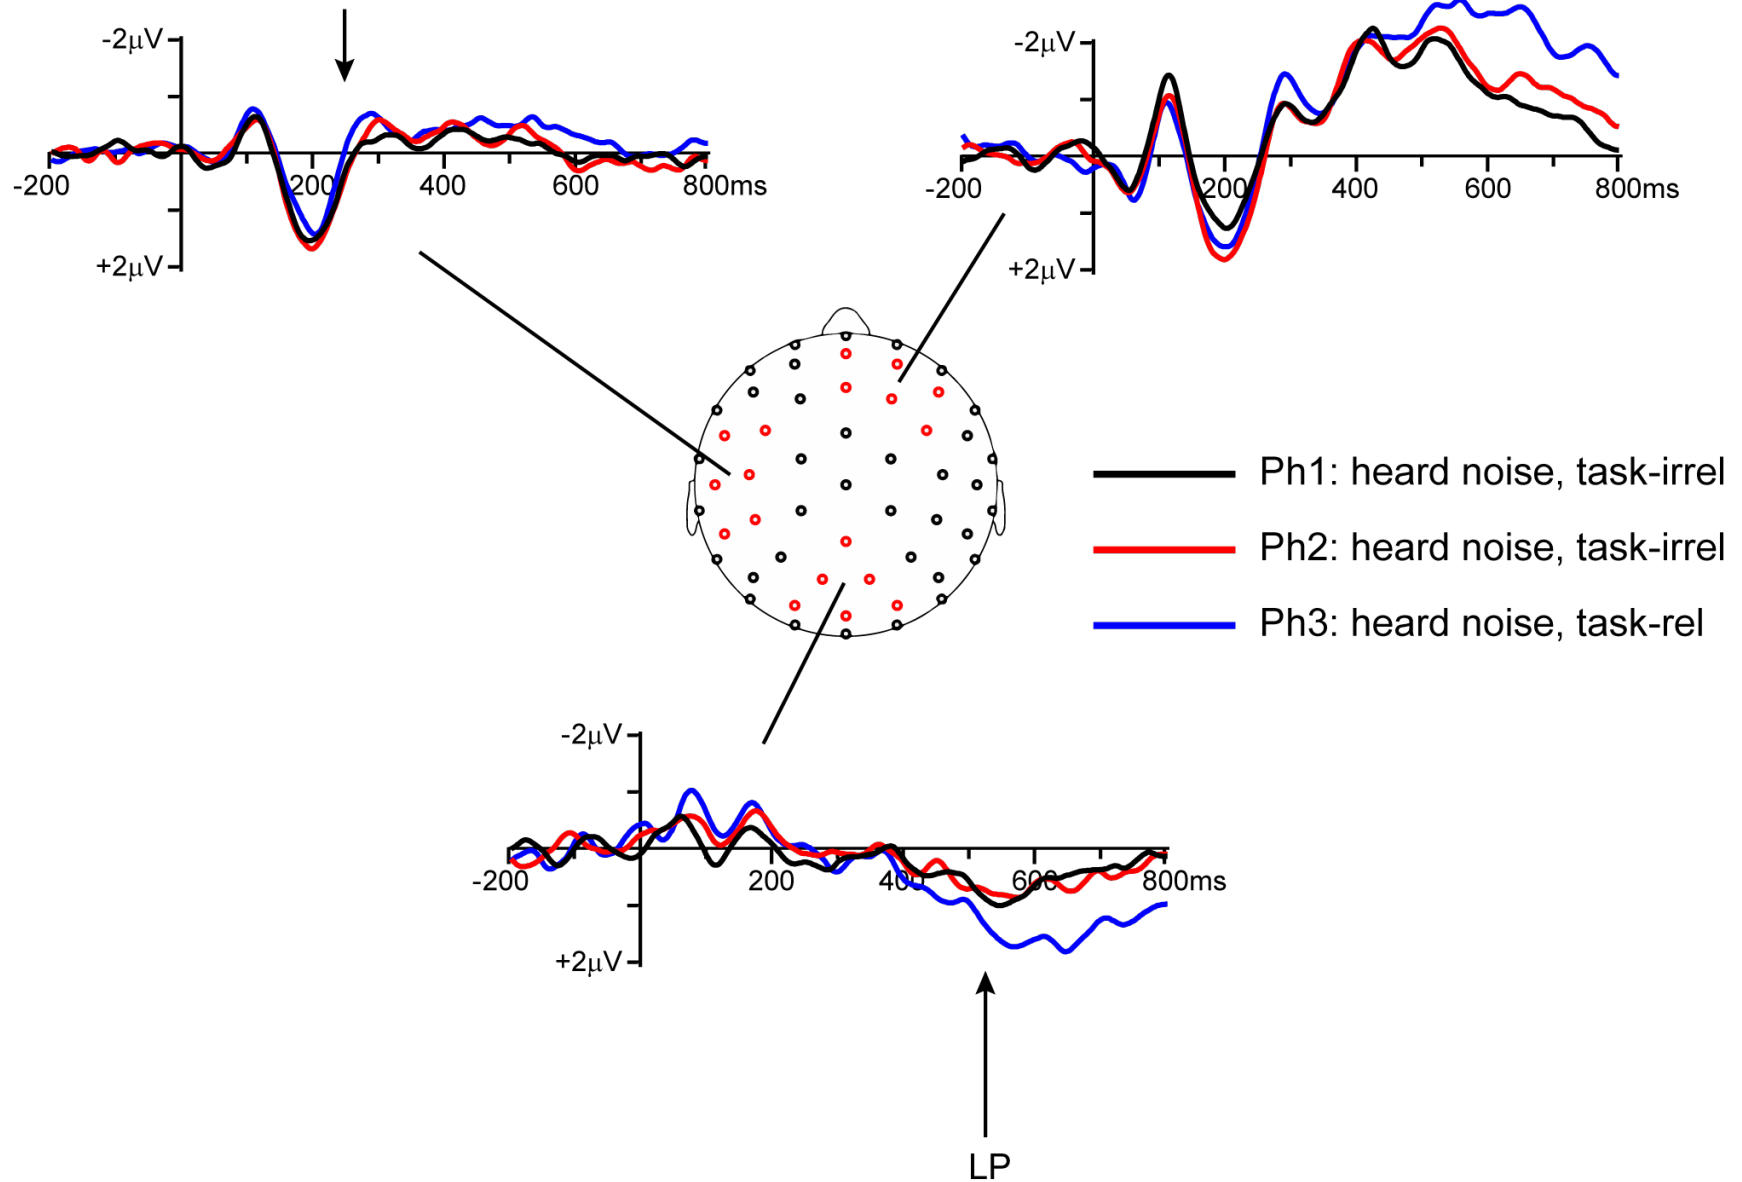 -2μV
-200
200
400
600
800ms
+2μV
-2μV
-200
200
400
600
800ms
+2μV
Ph1: heard noise, task-irrel
Ph2: heard noise, task-irrel
Ph3: heard noise, task-rel
-2μV
-200
200
400
600
800ms
+2μV
LP